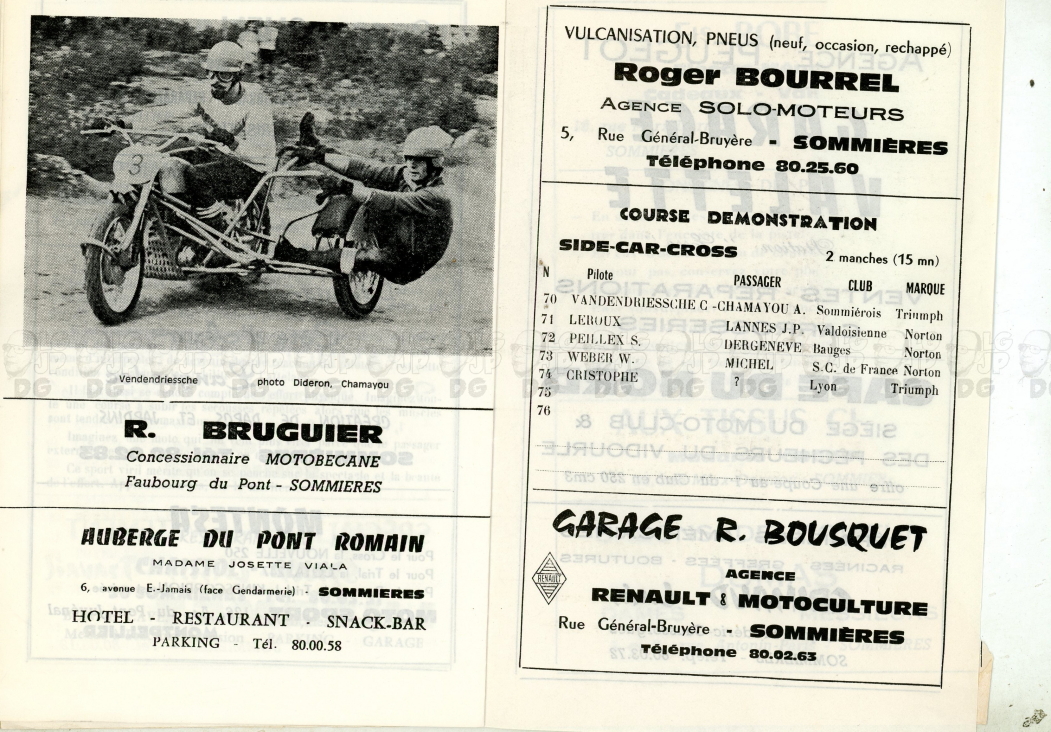 3
Vendendriessche photo Dideron, Chamayou
R. BRUGUIER
Concessionnaire MOTOBECANE
Faubourg du Pont - SOMMIERES
AUBERGE DU PONT ROMAIN
MADAME JOSETTE VIALA
6, avenue E.-Jamais (face Gendarmerie) - SOMMIERES
HOTEL - RESTAURANT - SNACK-BAR
PARKING - Tél. 80.00.58
VULCANISATION, PNEUS (neuf, occasion, rechappé)
Roger BOURREL
AGENCE SOLO-MOTEURS
5, Rue Général-Bruyère - SOMMIÈRES
Téléphone 80.25.60
COURSE DEMONSTRATION
SIDE-CAR-CROSS 2 manches (15 mn)
N Pilote PASSAGER CLUB MARQUE
70 VANDENDRIESSCHE C - CHAMAYOU A. Sommiérois Triumph
71 LEROUX LANNES J.P. Valdoisienne Norton
72 PEILLEX S. DERGENEVE Bauges Norton
73 WEBER W. MICHEL S.C. de France Norton
74 CRISTOPHE ? Lyon Triumph
75
76
GARAGE R. BOUSQUET
RENAULT
AGENCE
RENAULT & MOTOCULTURE
Rue Général-Bruyère - SOMMIÈRES
Téléphone 80.02.63